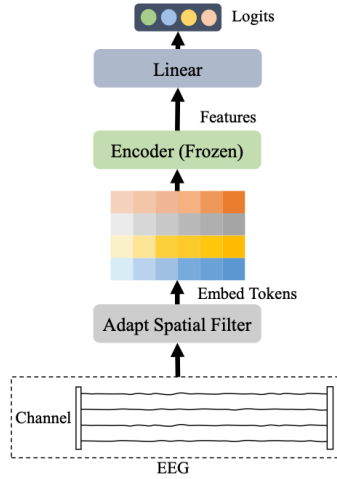 Logits
Linear
Features
Encoder (Frozen)
Embed Tokens
Adapt Spatial Filter
Channel
EEG